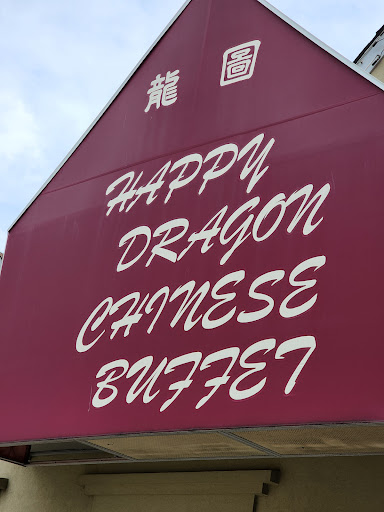 龍 圖
HAPPY
DRAGON
CHINESE
BUFFET